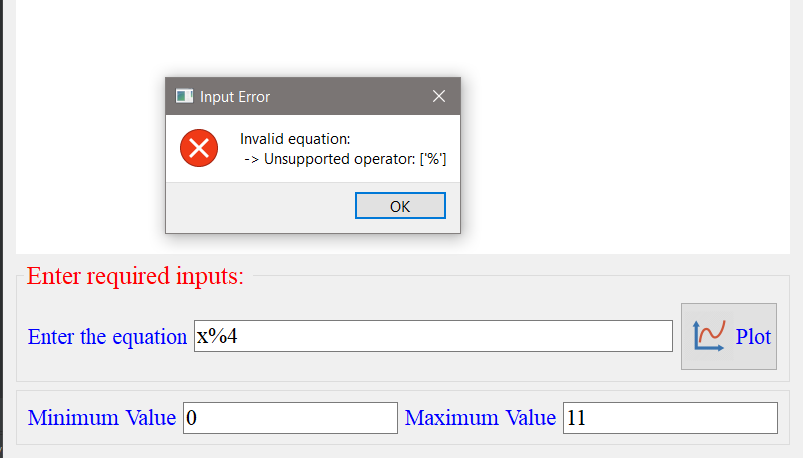 Input Error
Invalid equation:
-> Unsupported operator: ['%']
OK
Enter required inputs:
Enter the equation x%4 Plot
Minimum Value 0 Maximum Value 11